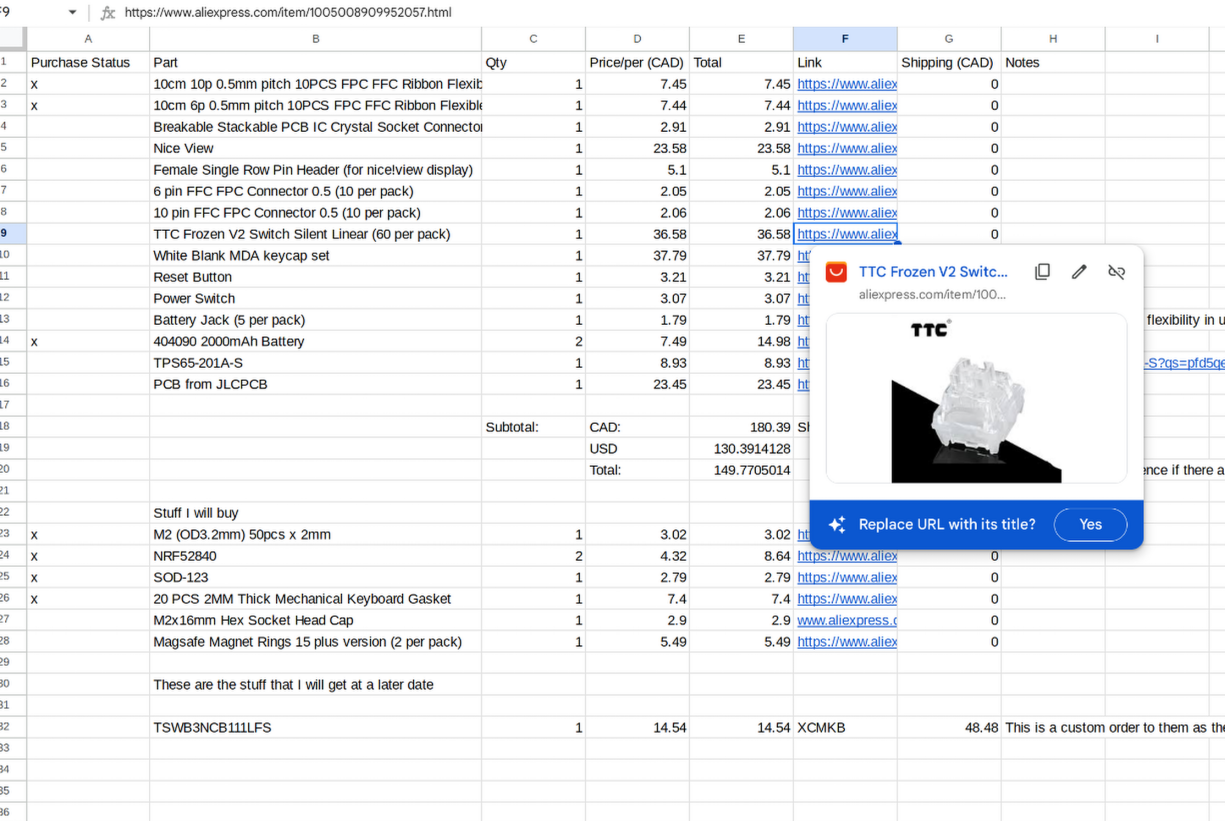 F9 fx https://www.aliexpress.com/item/1005008909952057.html
A B C D E F G H I
1 Purchase Status Part Qty Price/per (CAD) Total Link Shipping (CAD) Notes
2 x 10cm 10p 0.5mm pitch 10PCS FPC FFC Ribbon Flexib 1 7.45 7.45 https://www.aliex 0
3 x 10cm 6p 0.5mm pitch 10PCS FPC FFC Ribbon Flexible 1 7.44 7.44 https://www.aliex 0
4 Breakable Stackable PCB IC Crystal Socket Connector 1 2.91 2.91 https://www.aliex 0
5 Nice View 1 23.58 23.58 https://www.aliex 0
6 Female Single Row Pin Header (for nice!view display) 1 5.1 5.1 https://www.aliex 0
7 6 pin FFC FPC Connector 0.5 (10 per pack) 1 2.05 2.05 https://www.aliex 0
8 10 pin FFC FPC Connector 0.5 (10 per pack) 1 2.06 2.06 https://www.aliex 0
9 TTC Frozen V2 Switch Silent Linear (60 per pack) 1 36.58 36.58 https://www.aliex 0
10 White Blank MDA keycap set 1 37.79 37.79 ht
11 Reset Button 1 3.21 3.21 ht
12 Power Switch 1 3.07 3.07 ht
13 Battery Jack (5 per pack) 1 1.79 1.79 ht flexibility in u
14 x 404090 2000mAh Battery 2 7.49 14.98 ht
15 TPS65-201A-S 1 8.93 8.93 ht -S?qs=pfd5qe
16 PCB from JLCPCB 1 23.45 23.45 ht
17
18 Subtotal: CAD: 180.39 Sh
19 USD 130.3914128
20 Total: 149.7705014 ence if there a
21
22 Stuff I will buy
23 x M2 (OD3.2mm) 50pcs x 2mm 1 3.02 3.02 ht
24 x NRF52840 2 4.32 8.64 https://www.aliex 0
25 x SOD-123 1 2.79 2.79 https://www.aliex 0
26 x 20 PCS 2MM Thick Mechanical Keyboard Gasket 1 7.4 7.4 https://www.aliex 0
27 M2x16mm Hex Socket Head Cap 1 2.9 2.9 www.aliexpress.c 0
28 Magsafe Magnet Rings 15 plus version (2 per pack) 1 5.49 5.49 https://www.aliex 0
29
30 These are the stuff that I will get at a later date
31
32 TSWB3NCB111LFS 1 14.54 14.54 XCMKB 48.48 This is a custom order to them as the
33
34
35
36
TTC Frozen V2 Switc...
aliexpress.com/item/100...
TTC®
Replace URL with its title? Yes